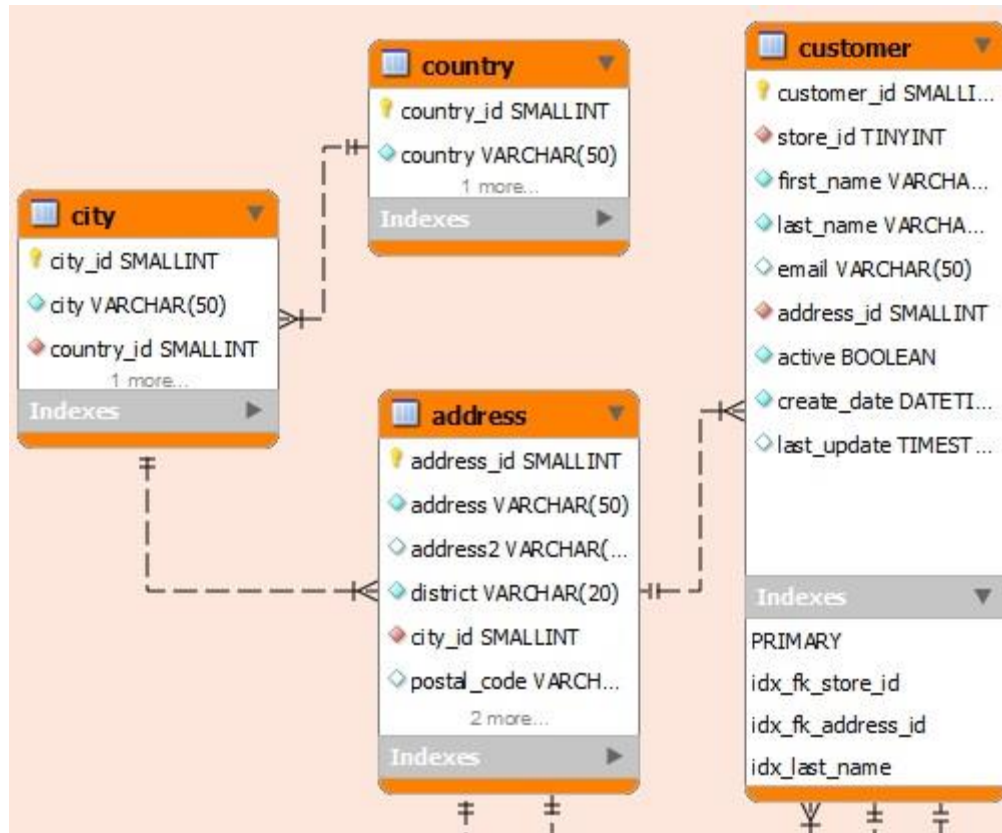 country
country_id SMALLINT
country VARCHAR(50)
1 more...
Indexes
city
city_id SMALLINT
city VARCHAR(50)
country_id SMALLINT
1 more...
Indexes
address
address_id SMALLINT
address VARCHAR(50)
address2 VARCHAR(...
district VARCHAR(20)
city_id SMALLINT
postal_code VARCH...
2 more...
Indexes
customer
customer_id SMALLI...
store_id TINYINT
first_name VARCHA...
last_name VARCHA...
email VARCHAR(50)
address_id SMALLINT
active BOOLEAN
create_date DATETI...
last_update TIMEST...
Indexes
PRIMARY
idx_fk_store_id
idx_fk_address_id
idx_last_name